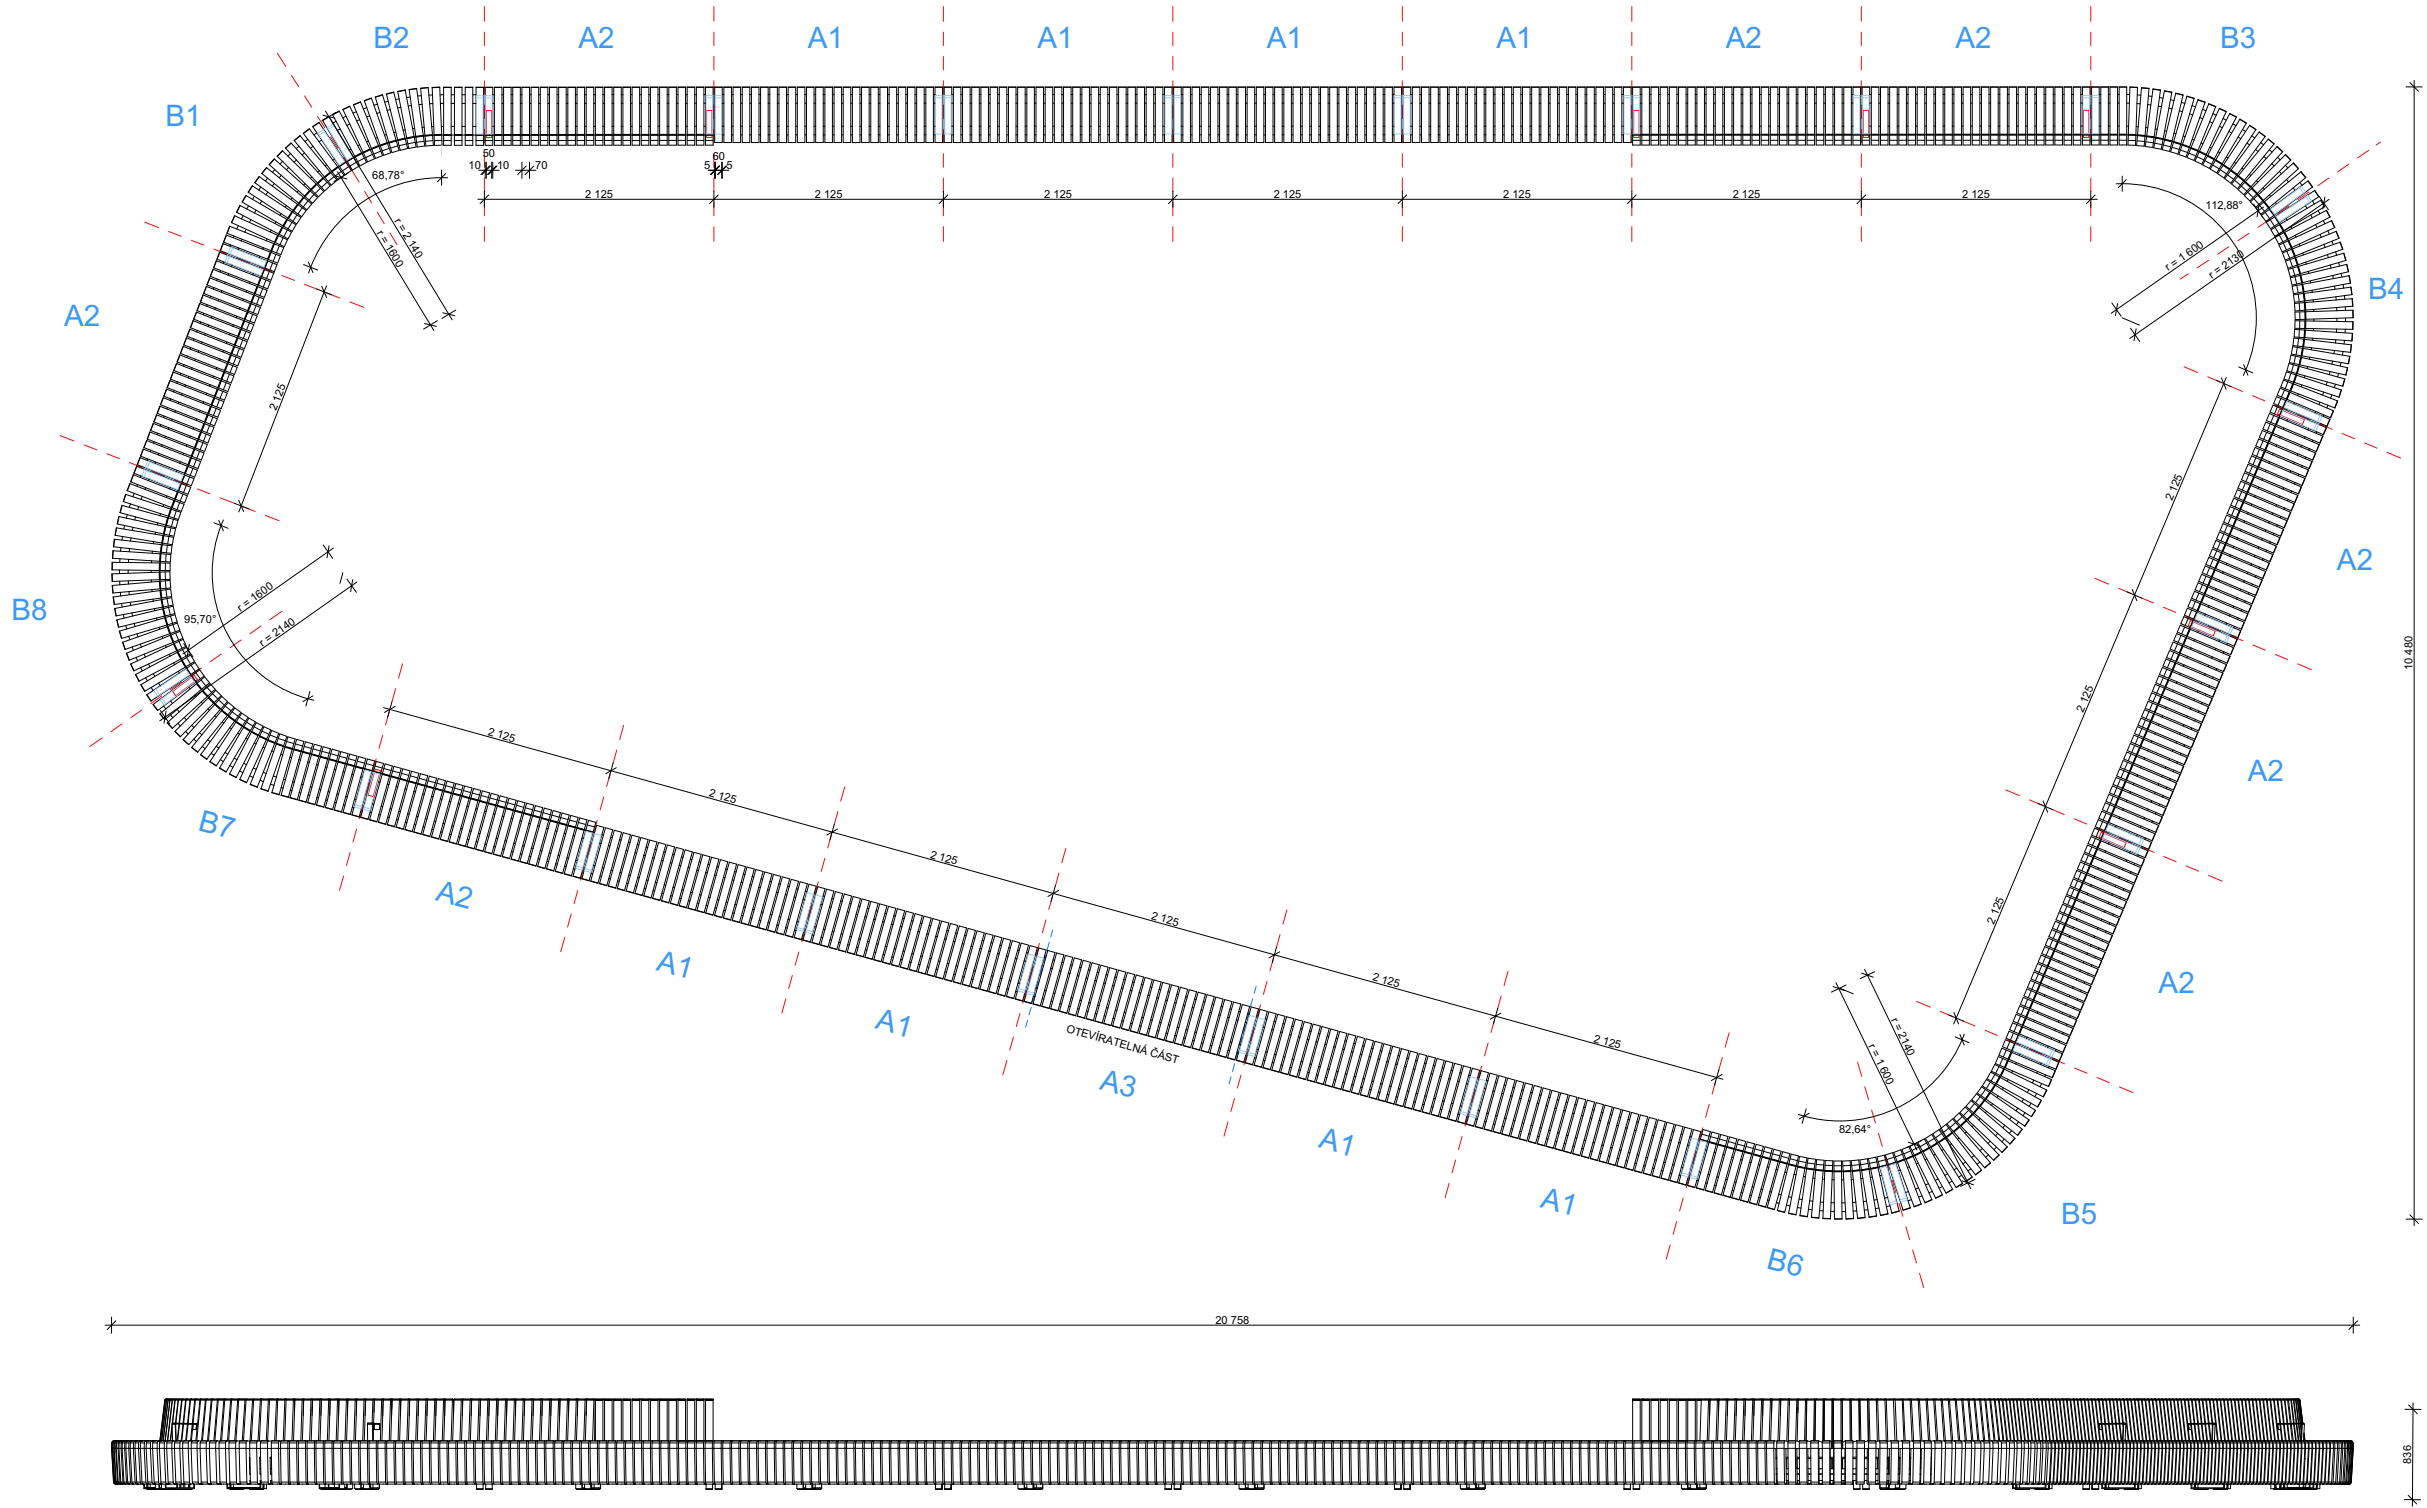 B2
A2
A1
A1
A1
A1
A2
A2
B3
B1
50
10
10
70
60
5
5
68,78°
2 125
2 125
2 125
2 125
2 125
2 125
2 125
112,88°
r = 2 140
r = 1600
r = 1 600
r = 2130
B4
A2
2 125
2 125
A2
10 480
r = 1600
95,70°
r = 2140
B8
2 125
2 125
A2
2 125
2 125
2 125
2 125
2 125
2 125
B7
A2
A1
A1
OTEVÍRATELNÁ ČÁST
A3
A1
A1
2 125
A2
r = 2140
r = 1 600
82,64°
B5
B6
20 758
836